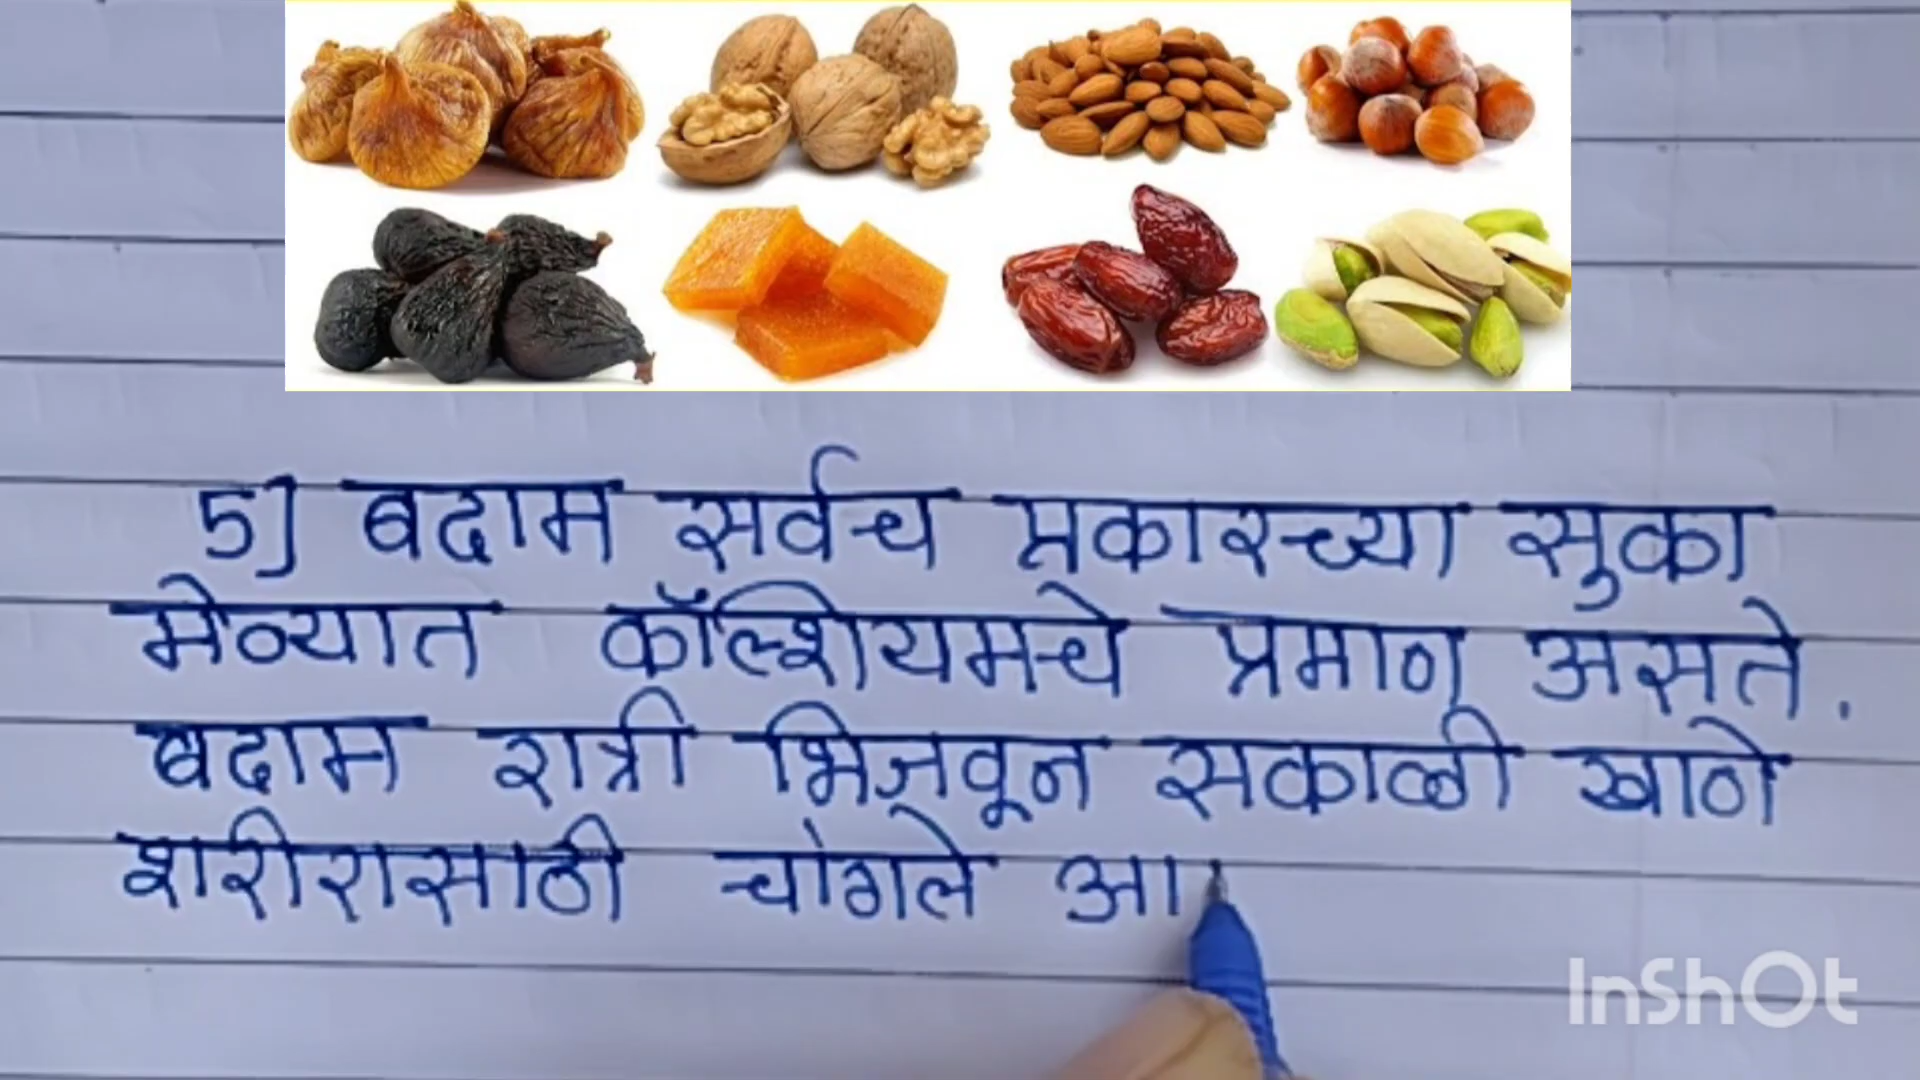 5] बदाम सर्वच प्रकारच्या सुका
मेव्यात कॉल्शियमचे प्रमाण असते.
बदाम रात्री भिजवून सकाळी खाणे
शरीरासाठी चांगले आ
InShOt